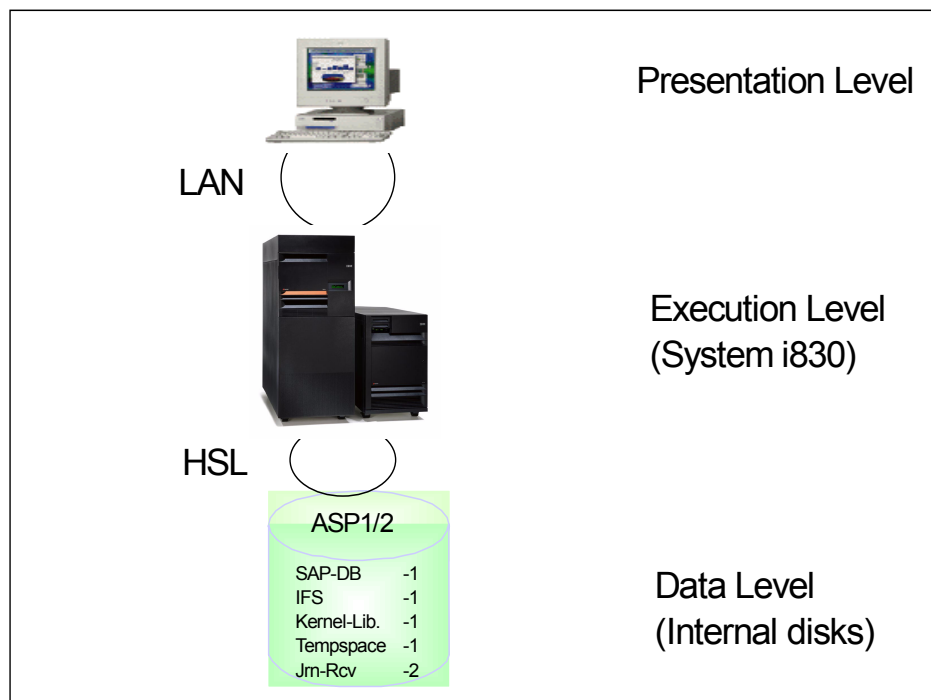 Presentation Level
LAN
Execution Level
(System i830)
HSL
ASP1/2
SAP-DB -1
IFS -1
Kernel-Lib. -1
Tempspace -1
Jrn-Rcv -2
Data Level
(Internal disks)